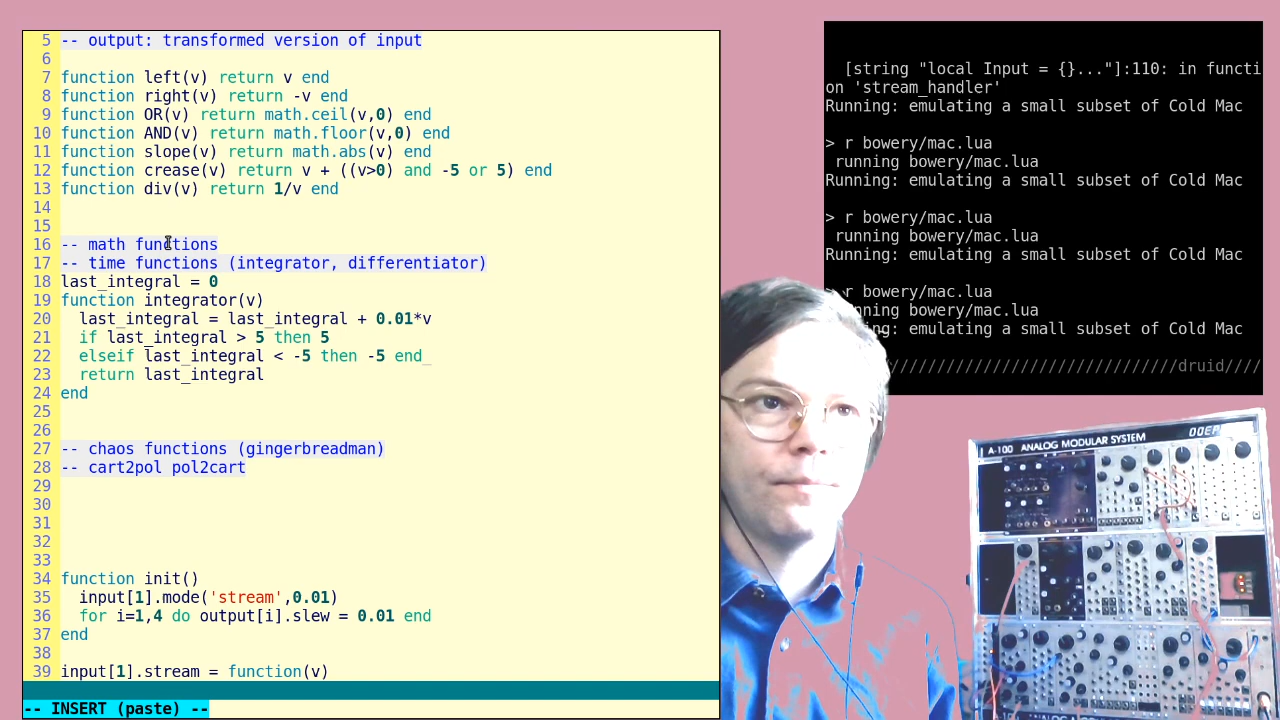 5 -- output: transformed version of input
6
7 function left(v) return v end
8 function right(v) return -v end
9 function OR(v) return math.ceil(v,0) end
10 function AND(v) return math.floor(v,0) end
11 function slope(v) return math.abs(v) end
12 function crease(v) return v + ((v>0) and -5 or 5) end
13 function div(v) return 1/v end
14
15
16 -- math functions
17 -- time functions (integrator, differentiator)
18 last_integral = 0
19 function integrator(v)
20 last_integral = last_integral + 0.01*v
21 if last_integral > 5 then 5
22 elseif last_integral < -5 then -5 end_
23 return last_integral
24 end
25
26
27 -- chaos functions (gingerbreadman)
28 -- cart2pol pol2cart
29
30
31
32
33
34 function init()
35 input[1].mode('stream',0.01)
36 for i=1,4 do output[i].slew = 0.01 end
37 end
38
39 input[1].stream = function(v)
-- INSERT (paste) --
[string "local Input = {}..."]:110: in functi
on 'stream_handler'
Running: emulating a small subset of Cold Mac
> r bowery/mac.lua
running bowery/mac.lua
Running: emulating a small subset of Cold Mac
> r bowery/mac.lua
running bowery/mac.lua
Running: emulating a small subset of Cold Mac
r bowery/mac.lua
nning bowery/mac.lua
ng: emulating a small subset of Cold Mac
///////////////////////////////druid////
A-100 ANALOG MODULAR SYSTEM